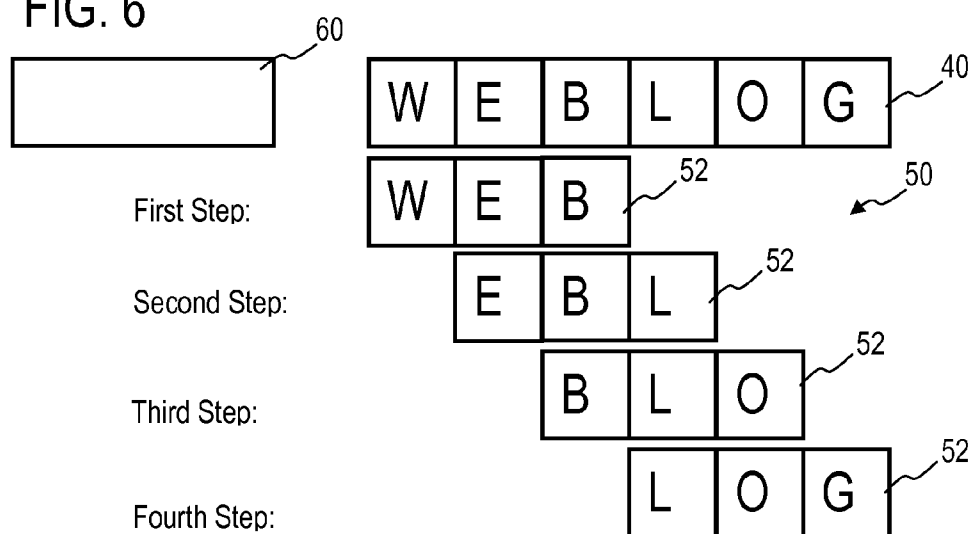 FIG. 6
60
W E B L O G 40
First Step: W E B 52
50
Second Step: E B L 52
Third Step: B L O 52
Fourth Step: L O G 52